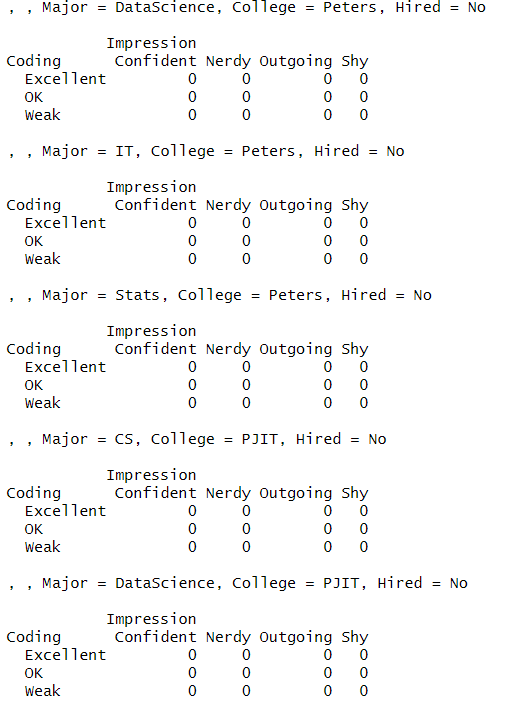 , , Major = DataScience, College = Peters, Hired = No
Impression
Coding Confident Nerdy Outgoing Shy
Excellent 0 0 0 0
OK 0 0 0 0
Weak 0 0 0 0
, , Major = IT, College = Peters, Hired = No
Impression
Coding Confident Nerdy Outgoing Shy
Excellent 0 0 0 0
OK 0 0 0 0
Weak 0 0 0 0
, , Major = Stats, College = Peters, Hired = No
Impression
Coding Confident Nerdy Outgoing Shy
Excellent 0 0 0 0
OK 0 0 0 0
Weak 0 0 0 0
, , Major = CS, College = PJIT, Hired = No
Impression
Coding Confident Nerdy Outgoing Shy
Excellent 0 0 0 0
OK 0 0 0 0
Weak 0 0 0 0
, , Major = DataScience, College = PJIT, Hired = No
Impression
Coding Confident Nerdy Outgoing Shy
Excellent 0 0 0 0
OK 0 0 0 0
Weak 0 0 0 0